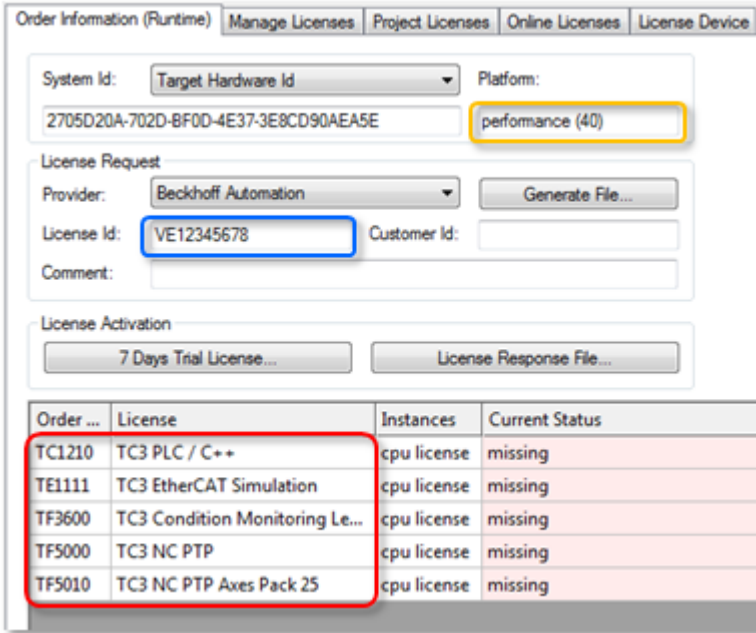 Order Information (Runtime) Manage Licenses Project Licenses Online Licenses License Device
System Id: Target Hardware Id Platform:
2705D20A-702D-BF0D-4E37-3E8CD90AEA5E performance (40)
License Request
Provider: Beckhoff Automation Generate File...
License Id: VE12345678 Customer Id:
Comment:
License Activation
7 Days Trial License... License Response File...
Order ... License Instances Current Status
TC1210 TC3 PLC / C++ cpu license missing
TE1111 TC3 EtherCAT Simulation cpu license missing
TF3600 TC3 Condition Monitoring Le... cpu license missing
TF5000 TC3 NC PTP cpu license missing
TF5010 TC3 NC PTP Axes Pack 25 cpu license missing